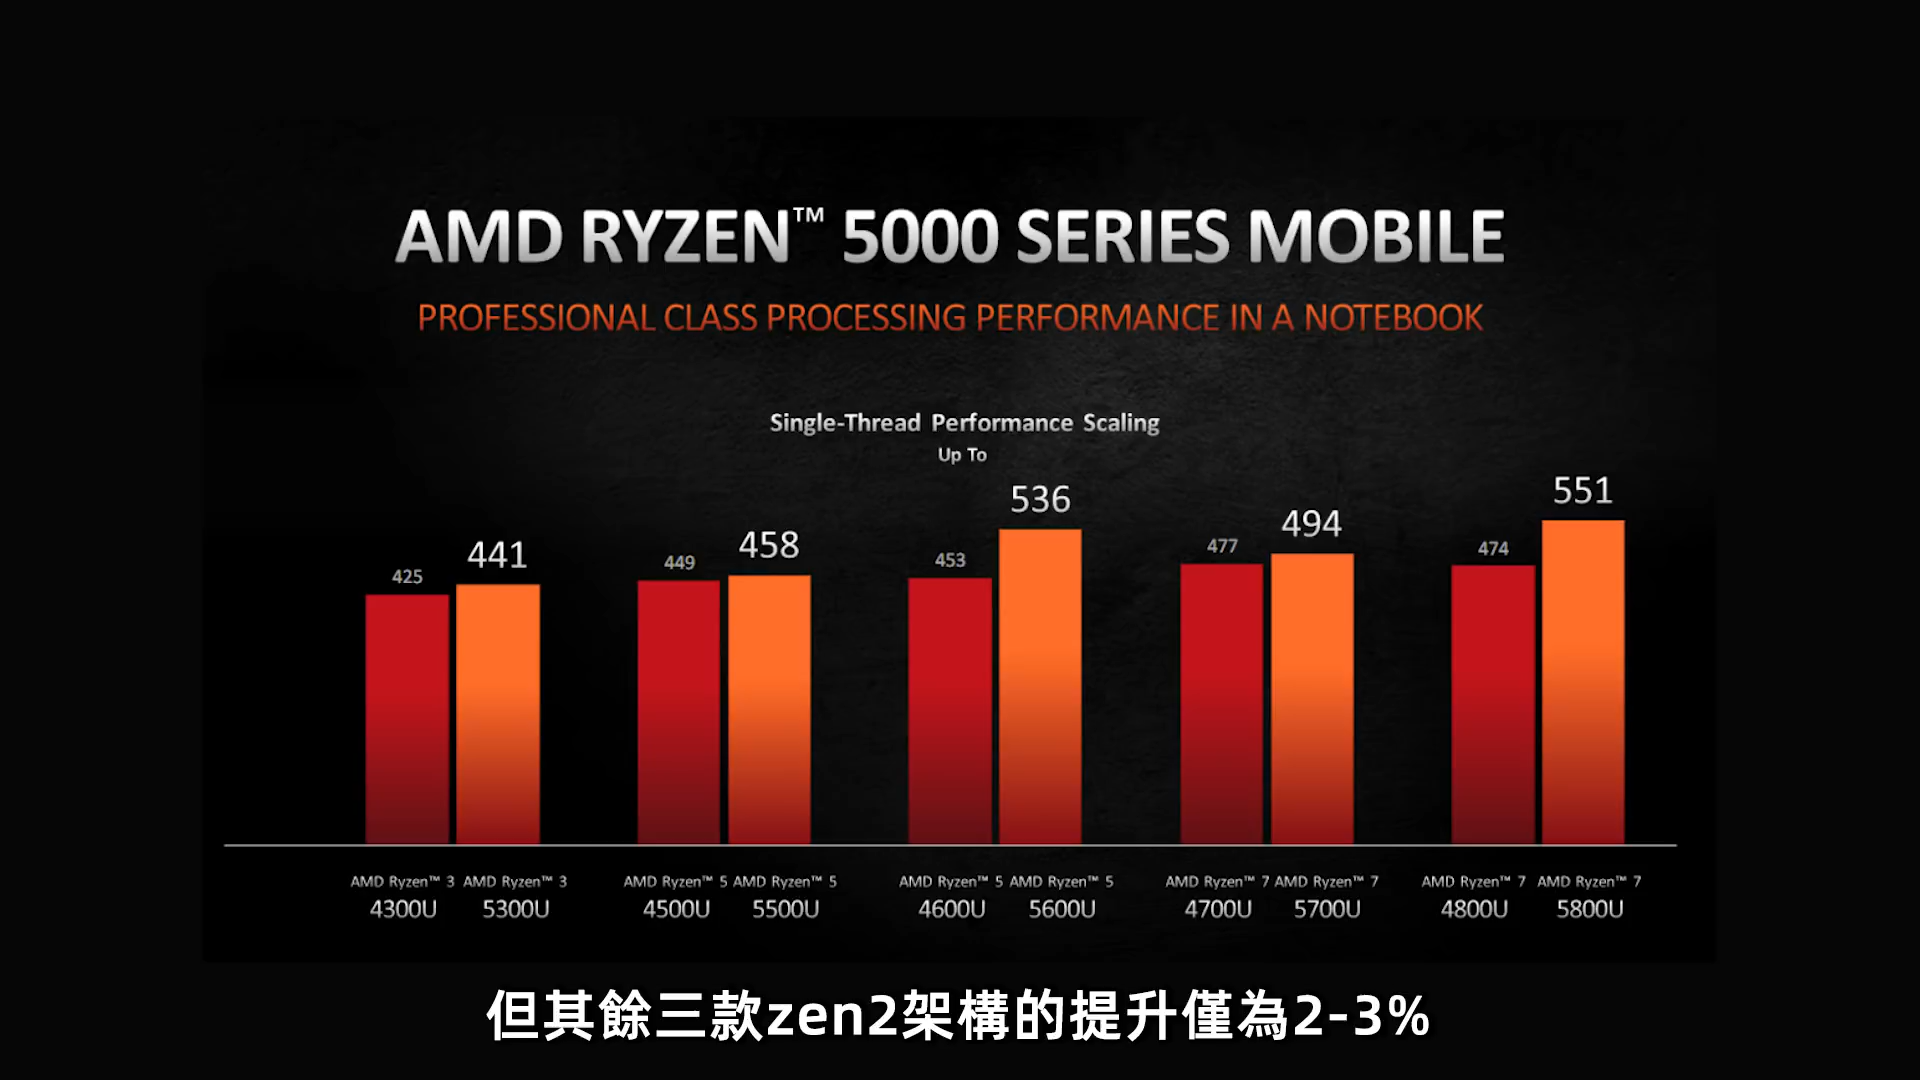 AMD RYZEN™ 5000 SERIES MOBILE
PROFESSIONAL CLASS PROCESSING PERFORMANCE IN A NOTEBOOK
Single-Thread Performance Scaling
Up To
425 441 449 458 453 536 477 494 474 551
AMD Ryzen™ 3 AMD Ryzen™ 3 AMD Ryzen™ 5 AMD Ryzen™ 5 AMD Ryzen™ 5 AMD Ryzen™ 5 AMD Ryzen™ 7 AMD Ryzen™ 7 AMD Ryzen™ 7 AMD Ryzen™ 7
4300U 5300U 4500U 5500U 4600U 5600U 4700U 5700U 4800U 5800U
但其餘三款zen2架構的提升僅為2-3%